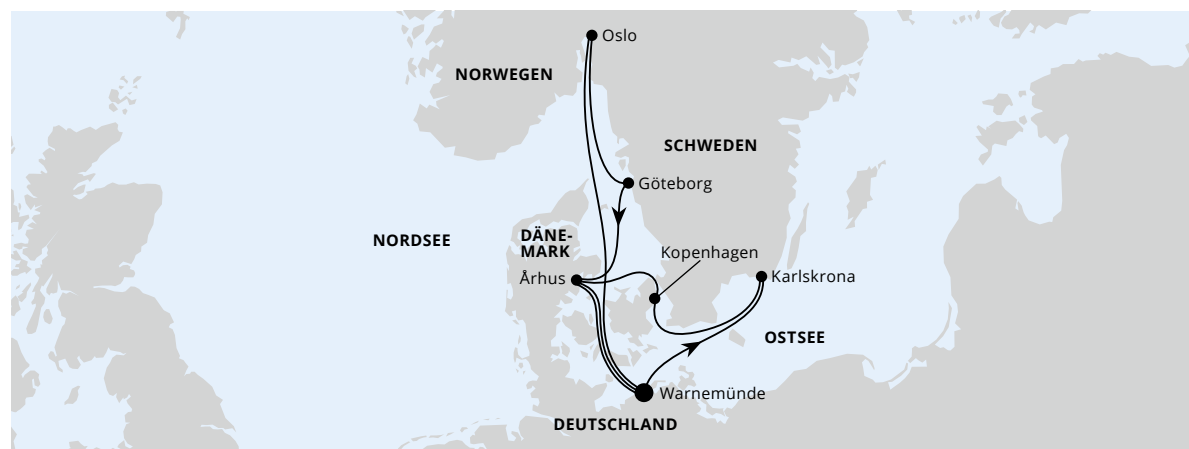 Oslo
NORWEGEN
SCHWEDEN
Göteborg
NORDSEE
DÄNE-
MARK
Kopenhagen
Århus
Karlskrona
OSTSEE
Warnemünde
DEUTSCHLAND